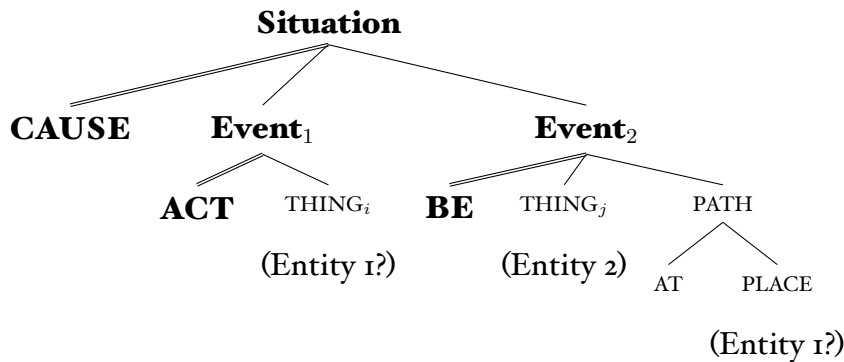 Situation
CAUSE Event₁ Event₂
ACT THINGᵢ BE THINGⱼ PATH
(Entity 1?) (Entity 2) AT PLACE
(Entity 1?)